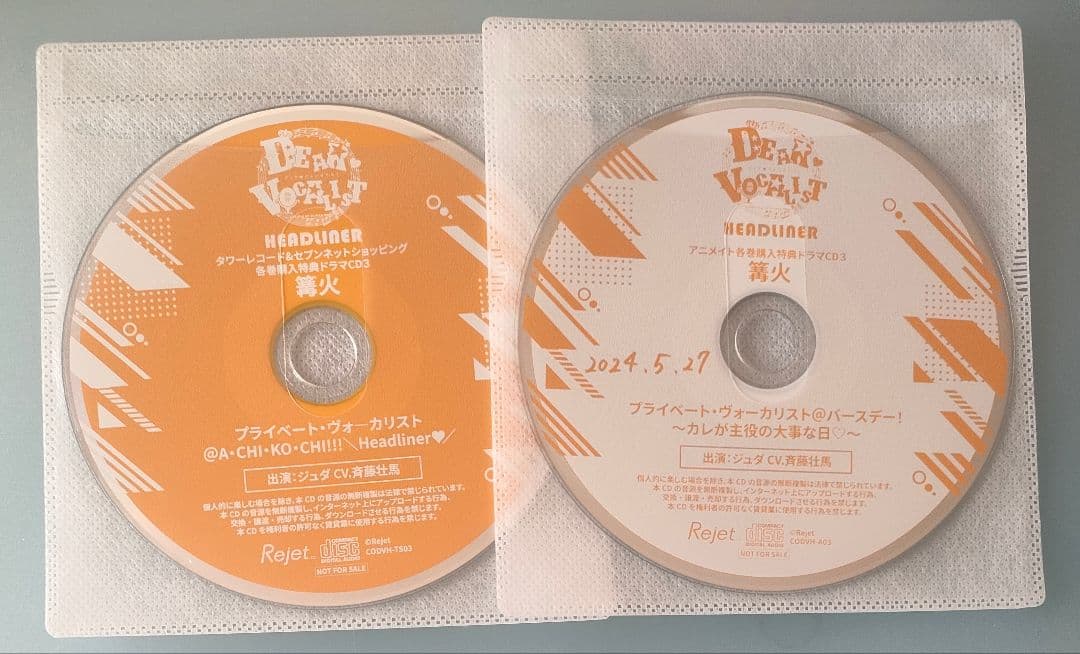 DEAR♥
VOCALIST
HEADLINER
タワーレコード&セブンネットショッピング
各巻購入特典ドラマCD3
篝火
プライベート・ヴォーカリスト
@A・CHI・KO・CHI!!!＼Headliner♥／
出演：ジュダ CV.斉藤壮馬
個人的に楽しむ場合を除き、本CDの音源の無断複製は法律で禁じられています。
本CDの音源を無断複製し、インターネット上にアップロードする行為、
交換・譲渡・売却する行為、ダウンロードさせる行為を禁じます。
本CDを権利者の許可なく賃貸業に使用する行為を禁じます。
Rejet
COMPACT
disc
DIGITAL AUDIO
©Rejet
CODVH-TS03
NOT FOR SALE
DEAR♥
VOCALIST
HEADLINER
アニメイト各巻購入特典ドラマCD3
篝火
2024.5.27
プライベート・ヴォーカリスト@バースデー！
～カレが主役の大事な日♡～
出演：ジュダ CV.斉藤壮馬
個人的に楽しむ場合を除き、本CDの音源の無断複製は法律で禁じられています。
本CDの音源を無断複製し、インターネット上にアップロードする行為、
交換・譲渡・売却する行為、ダウンロードさせる行為を禁じます。
本CDを権利者の許可なく賃貸業に使用する行為を禁じます。
Rejet
COMPACT
disc
DIGITAL AUDIO
©Rejet
CODVH-A03
NOT FOR SALE